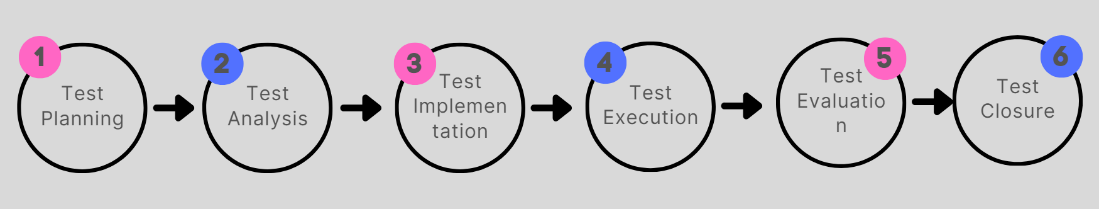 1
Test
Planning
2
Test
Analysis
3
Test
Implemen
tation
4
Test
Execution
5
Test
Evaluatio
n
6
Test
Closure